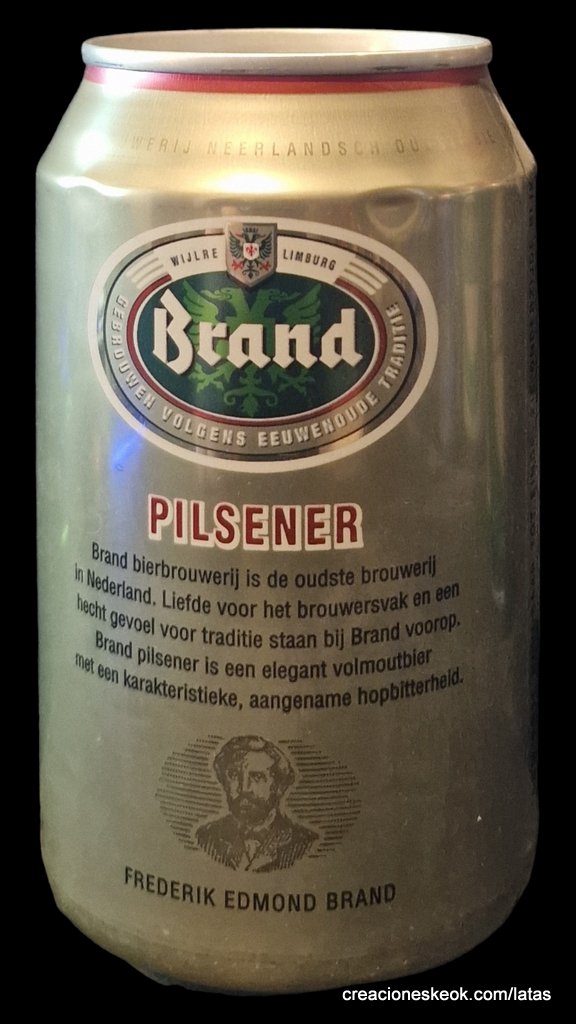 WERIJ NEERLANDSCH OU
WIJLRE LIMBURG
Brand
GEBROUWEN VOLGENS EEUWENOUDE TRADITIE
PILSENER
Brand bierbrouwerij is de oudste brouwerij
in Nederland. Liefde voor het brouwersvak en een
hecht gevoel voor traditie staan bij Brand voorop.
Brand pilsener is een elegant volmoutbier
met een karakteristieke, aangename hopbitterheid.
FREDERIK EDMOND BRAND
creacioneskeok.com/latas